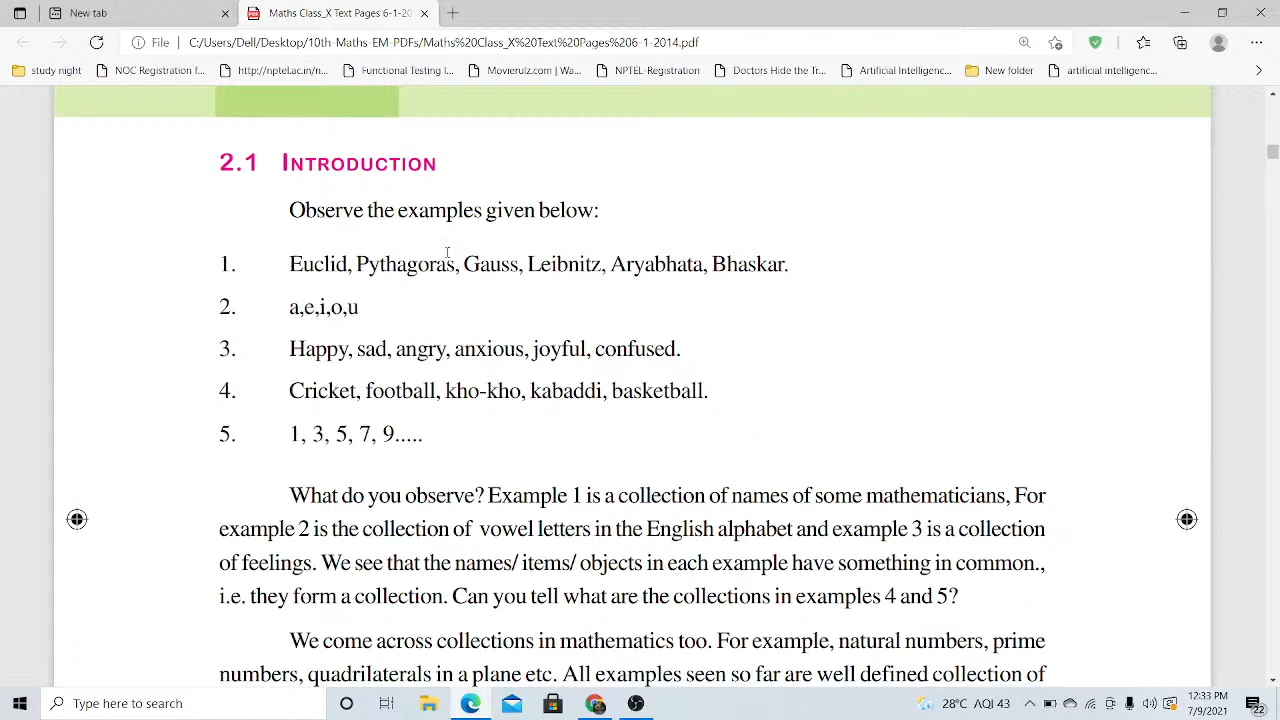 New tab
Maths Class_X Text Pages 6-1-20
File | C:/Users/Dell/Desktop/10th-Maths EM-PDFs/Maths%20Class_X%20Text%20Pages%206-1-2014.pdf
study night NOC Registration f... http://nptel.ac.in/n... Functional Testing I... Movierulz.com | Wa... NPTEL-Registration Doctors Hide the Tr... Artificial Intelligenc... New folder artificial intelligenc...
2.1 INTRODUCTION
Observe the examples given below:
1. Euclid, Pythagoras, Gauss, Leibnitz, Aryabhata, Bhaskar.
2. a,e,i,o,u
3. Happy, sad, angry, anxious, joyful, confused.
4. Cricket, football, kho-kho, kabaddi, basketball.
5. 1, 3, 5, 7, 9.....
What do you observe? Example 1 is a collection of names of some mathematicians, For
example 2 is the collection of vowel letters in the English alphabet and example 3 is a collection
of feelings. We see that the names/ items/ objects in each example have something in common.,
i.e. they form a collection. Can you tell what are the collections in examples 4 and 5?
We come across collections in mathematics too. For example, natural numbers, prime
numbers, quadrilaterals in a plane etc. All examples seen so far are well defined collection of
Type here to search
28°C AQI 43
12:33 PM
7/9/2021
22